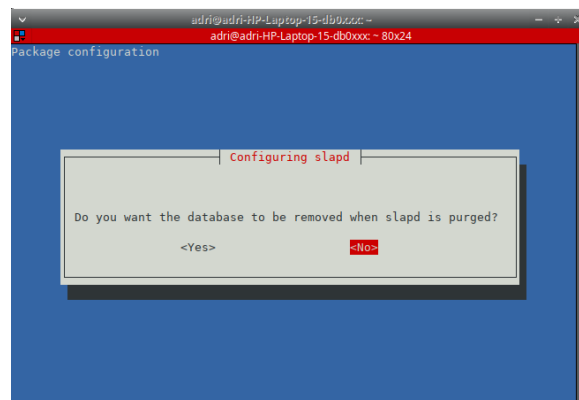 adri@adri-HP-Laptop-15-db0xxx: ~
adri@adri-HP-Laptop-15-db0xxx: ~ 80x24
Package configuration
Configuring slapd
Do you want the database to be removed when slapd is purged?
<Yes> <No>